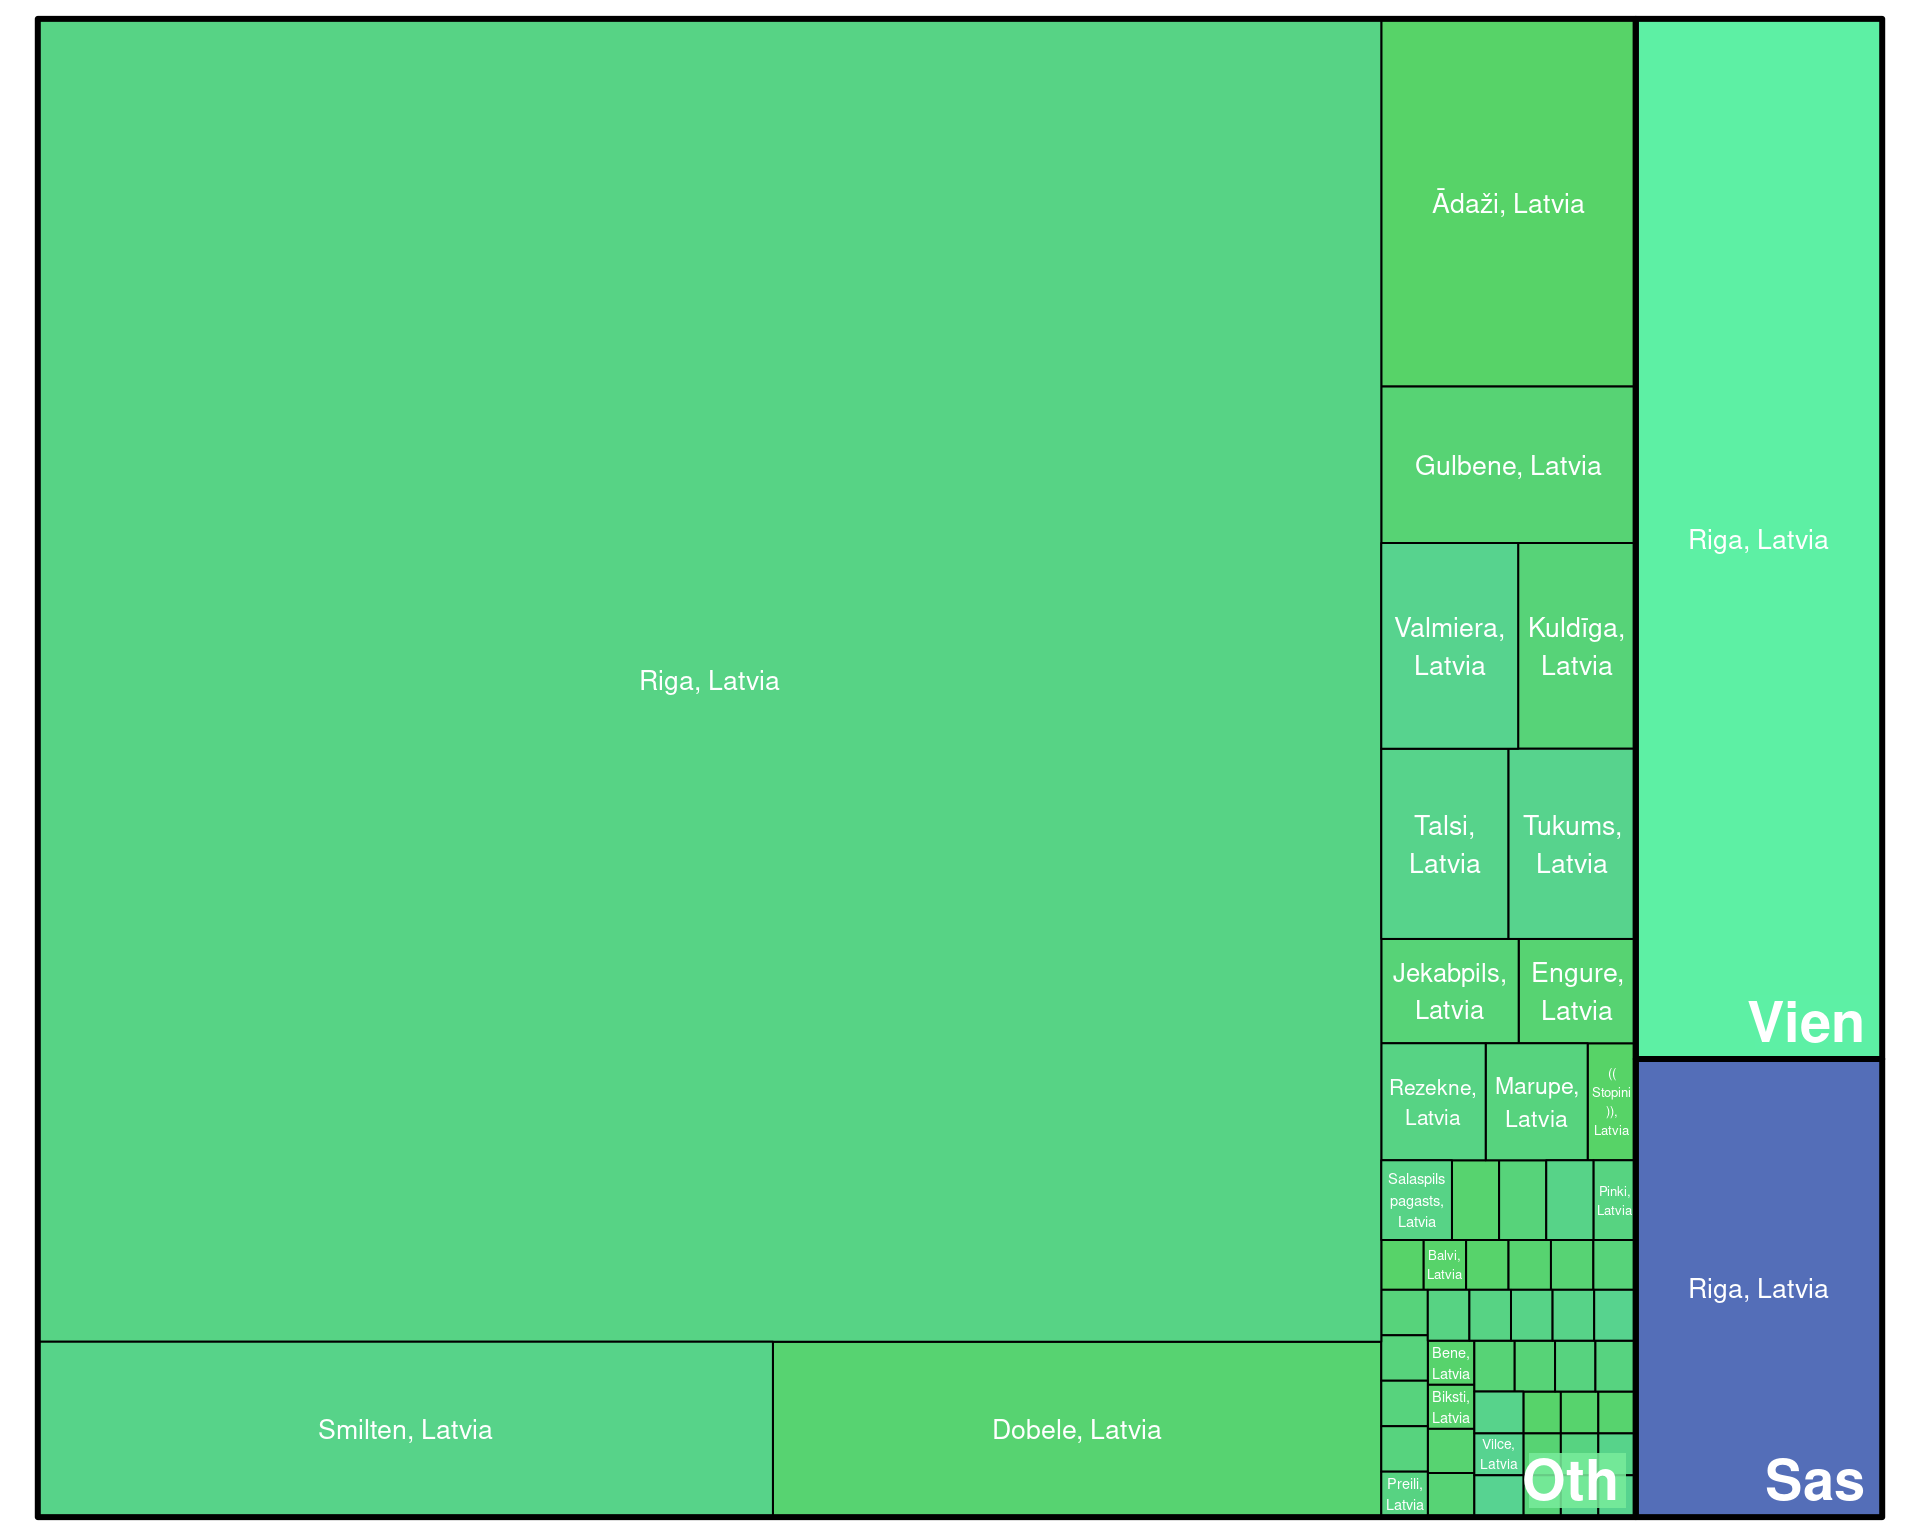 Riga, Latvia
Smilten, Latvia
Dobele, Latvia
Ādaži, Latvia
Gulbene, Latvia
Valmiera,
Latvia
Kuldīga,
Latvia
Talsi,
Latvia
Tukums,
Latvia
Jekabpils,
Latvia
Engure,
Latvia
Rezekne,
Latvia
Marupe,
Latvia
((
Stopini
)),
Latvia
Salaspils
pagasts,
Latvia
Pinki,
Latvia
Balvi,
Latvia
Bene,
Latvia
Biksti,
Latvia
Vilce,
Latvia
Preili,
Latvia
Oth
Riga, Latvia
Vien
Riga, Latvia
Sas